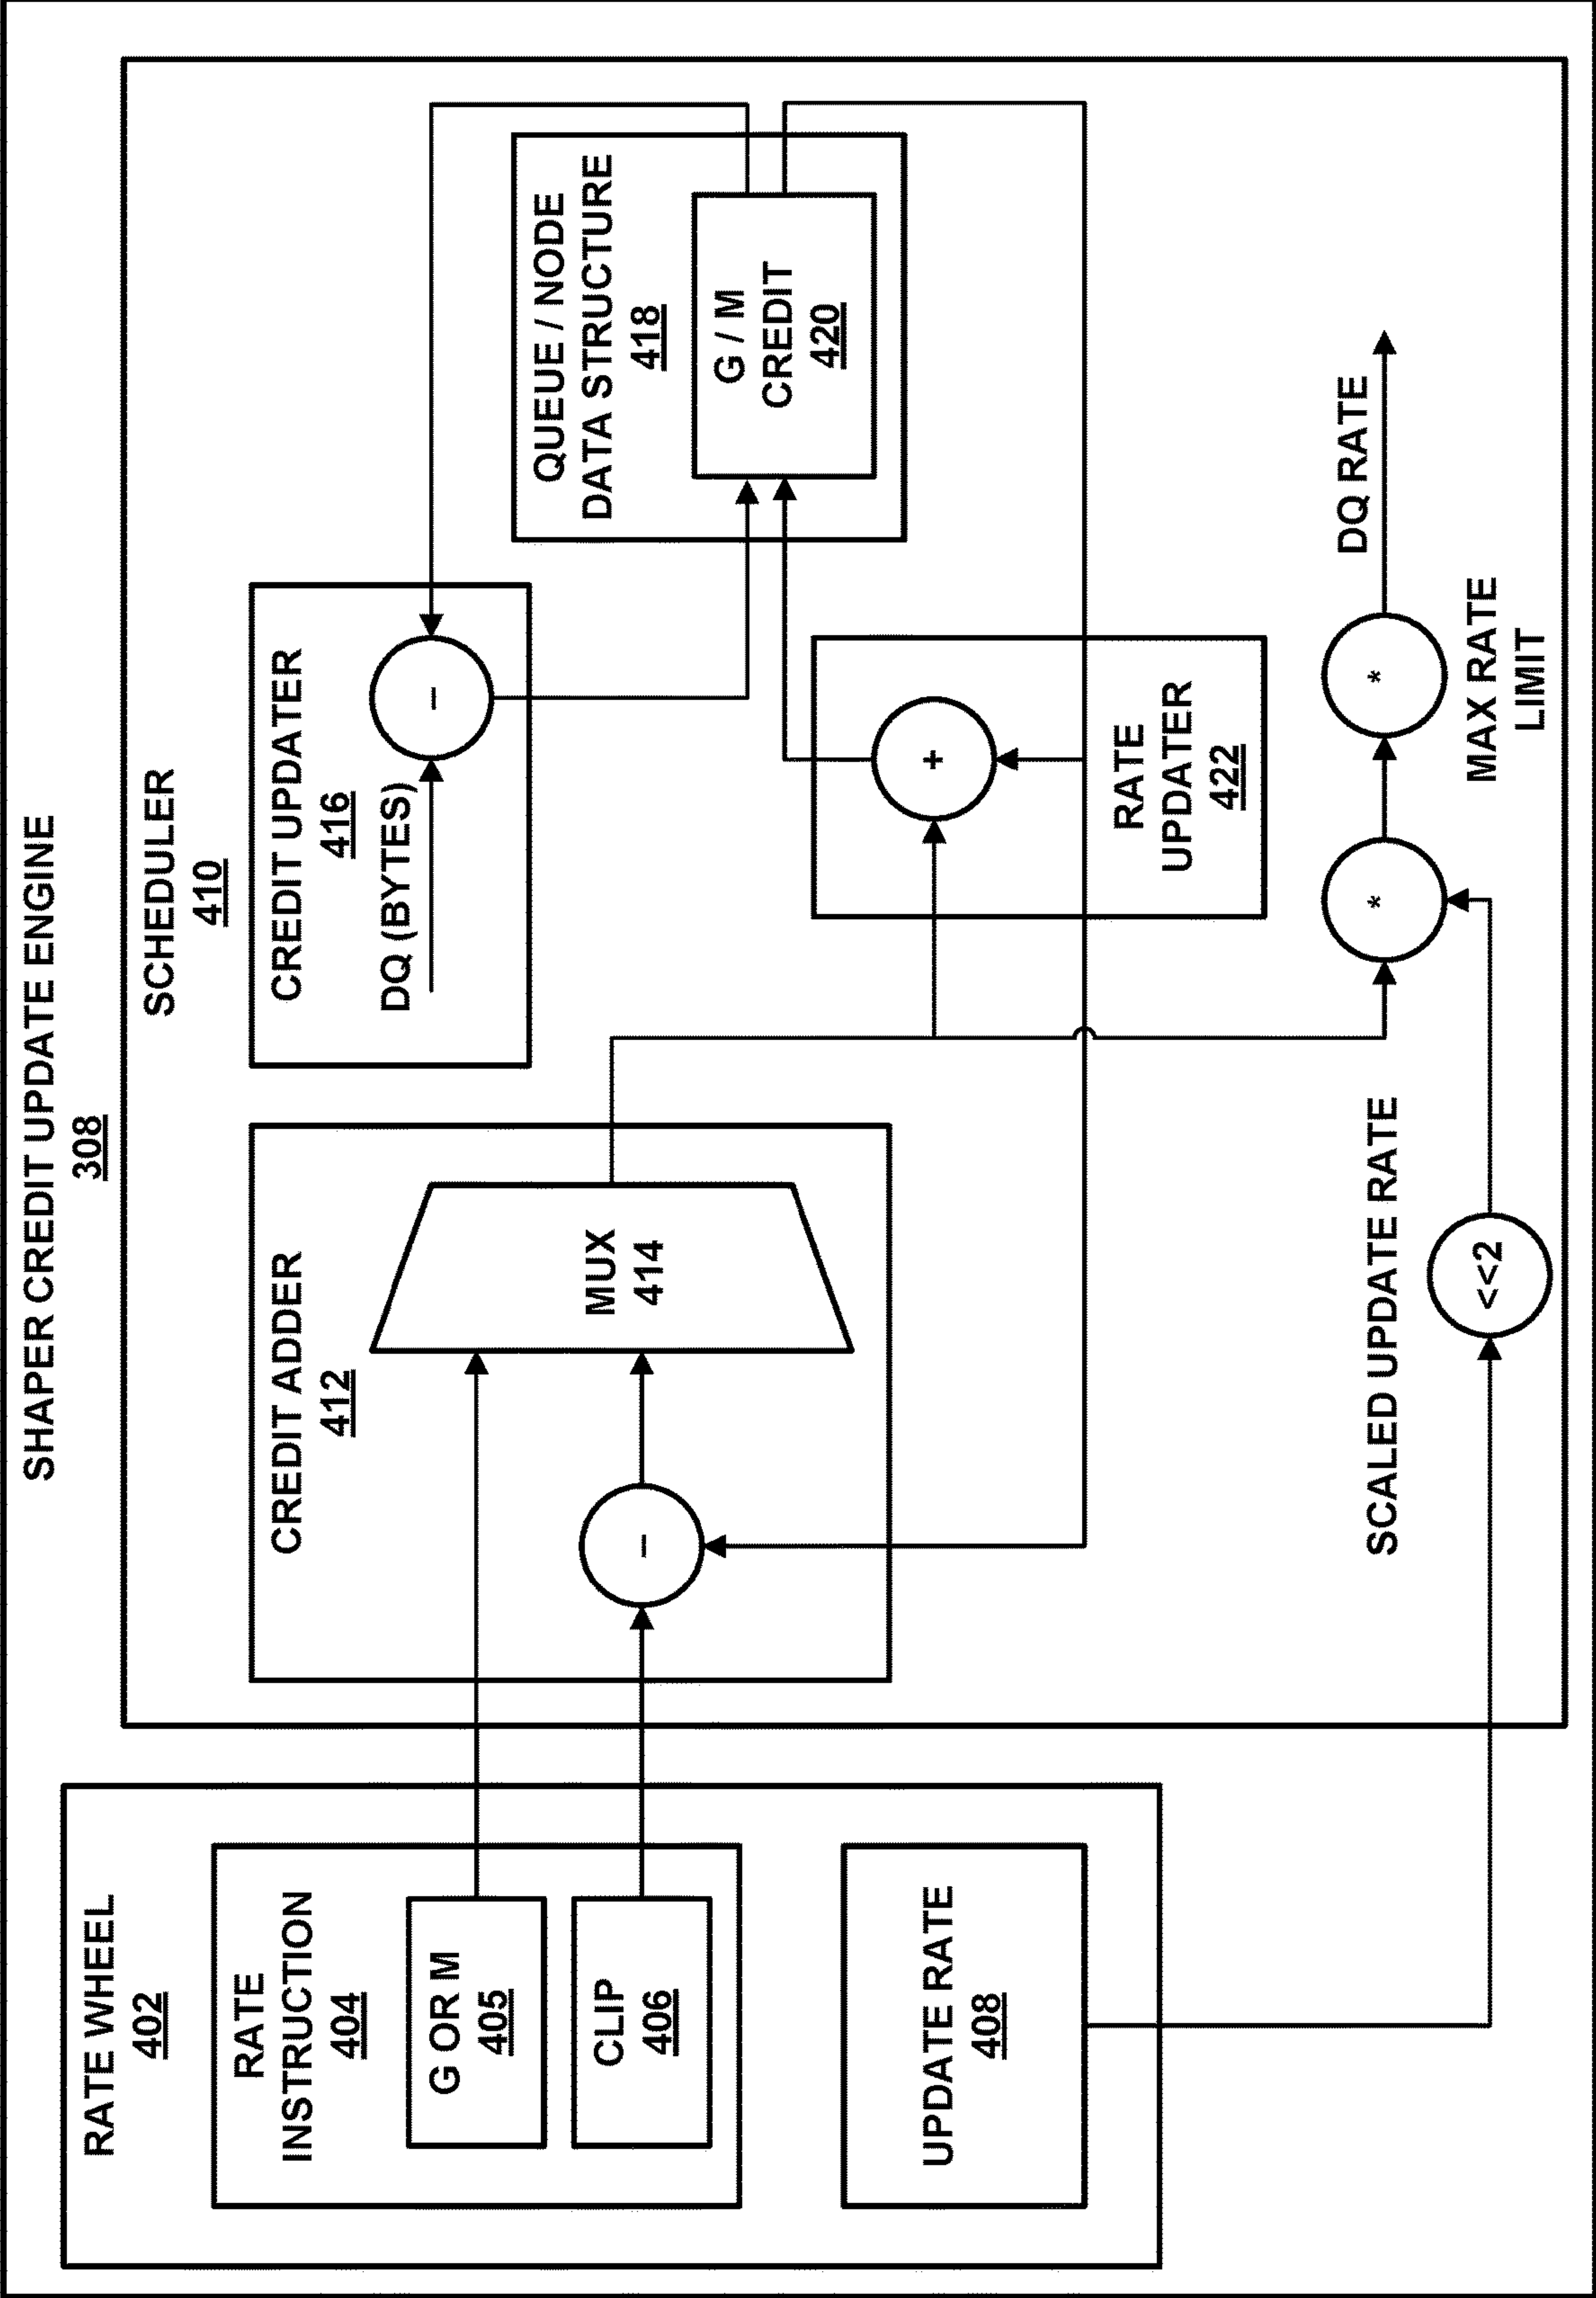 SHAPER CREDIT UPDATE ENGINE
308
RATE WHEEL
402
RATE
INSTRUCTION
404
G OR M
405
CLIP
406
UPDATE RATE
408
SCHEDULER
410
CREDIT ADDER
412
-
MUX
414
CREDIT UPDATER
416
DQ (BYTES)
-
QUEUE / NODE
DATA STRUCTURE
418
G / M
CREDIT
420
+
RATE
UPDATER
422
SCALED UPDATE RATE
<<2
*
*
MAX RATE
LIMIT
DQ RATE